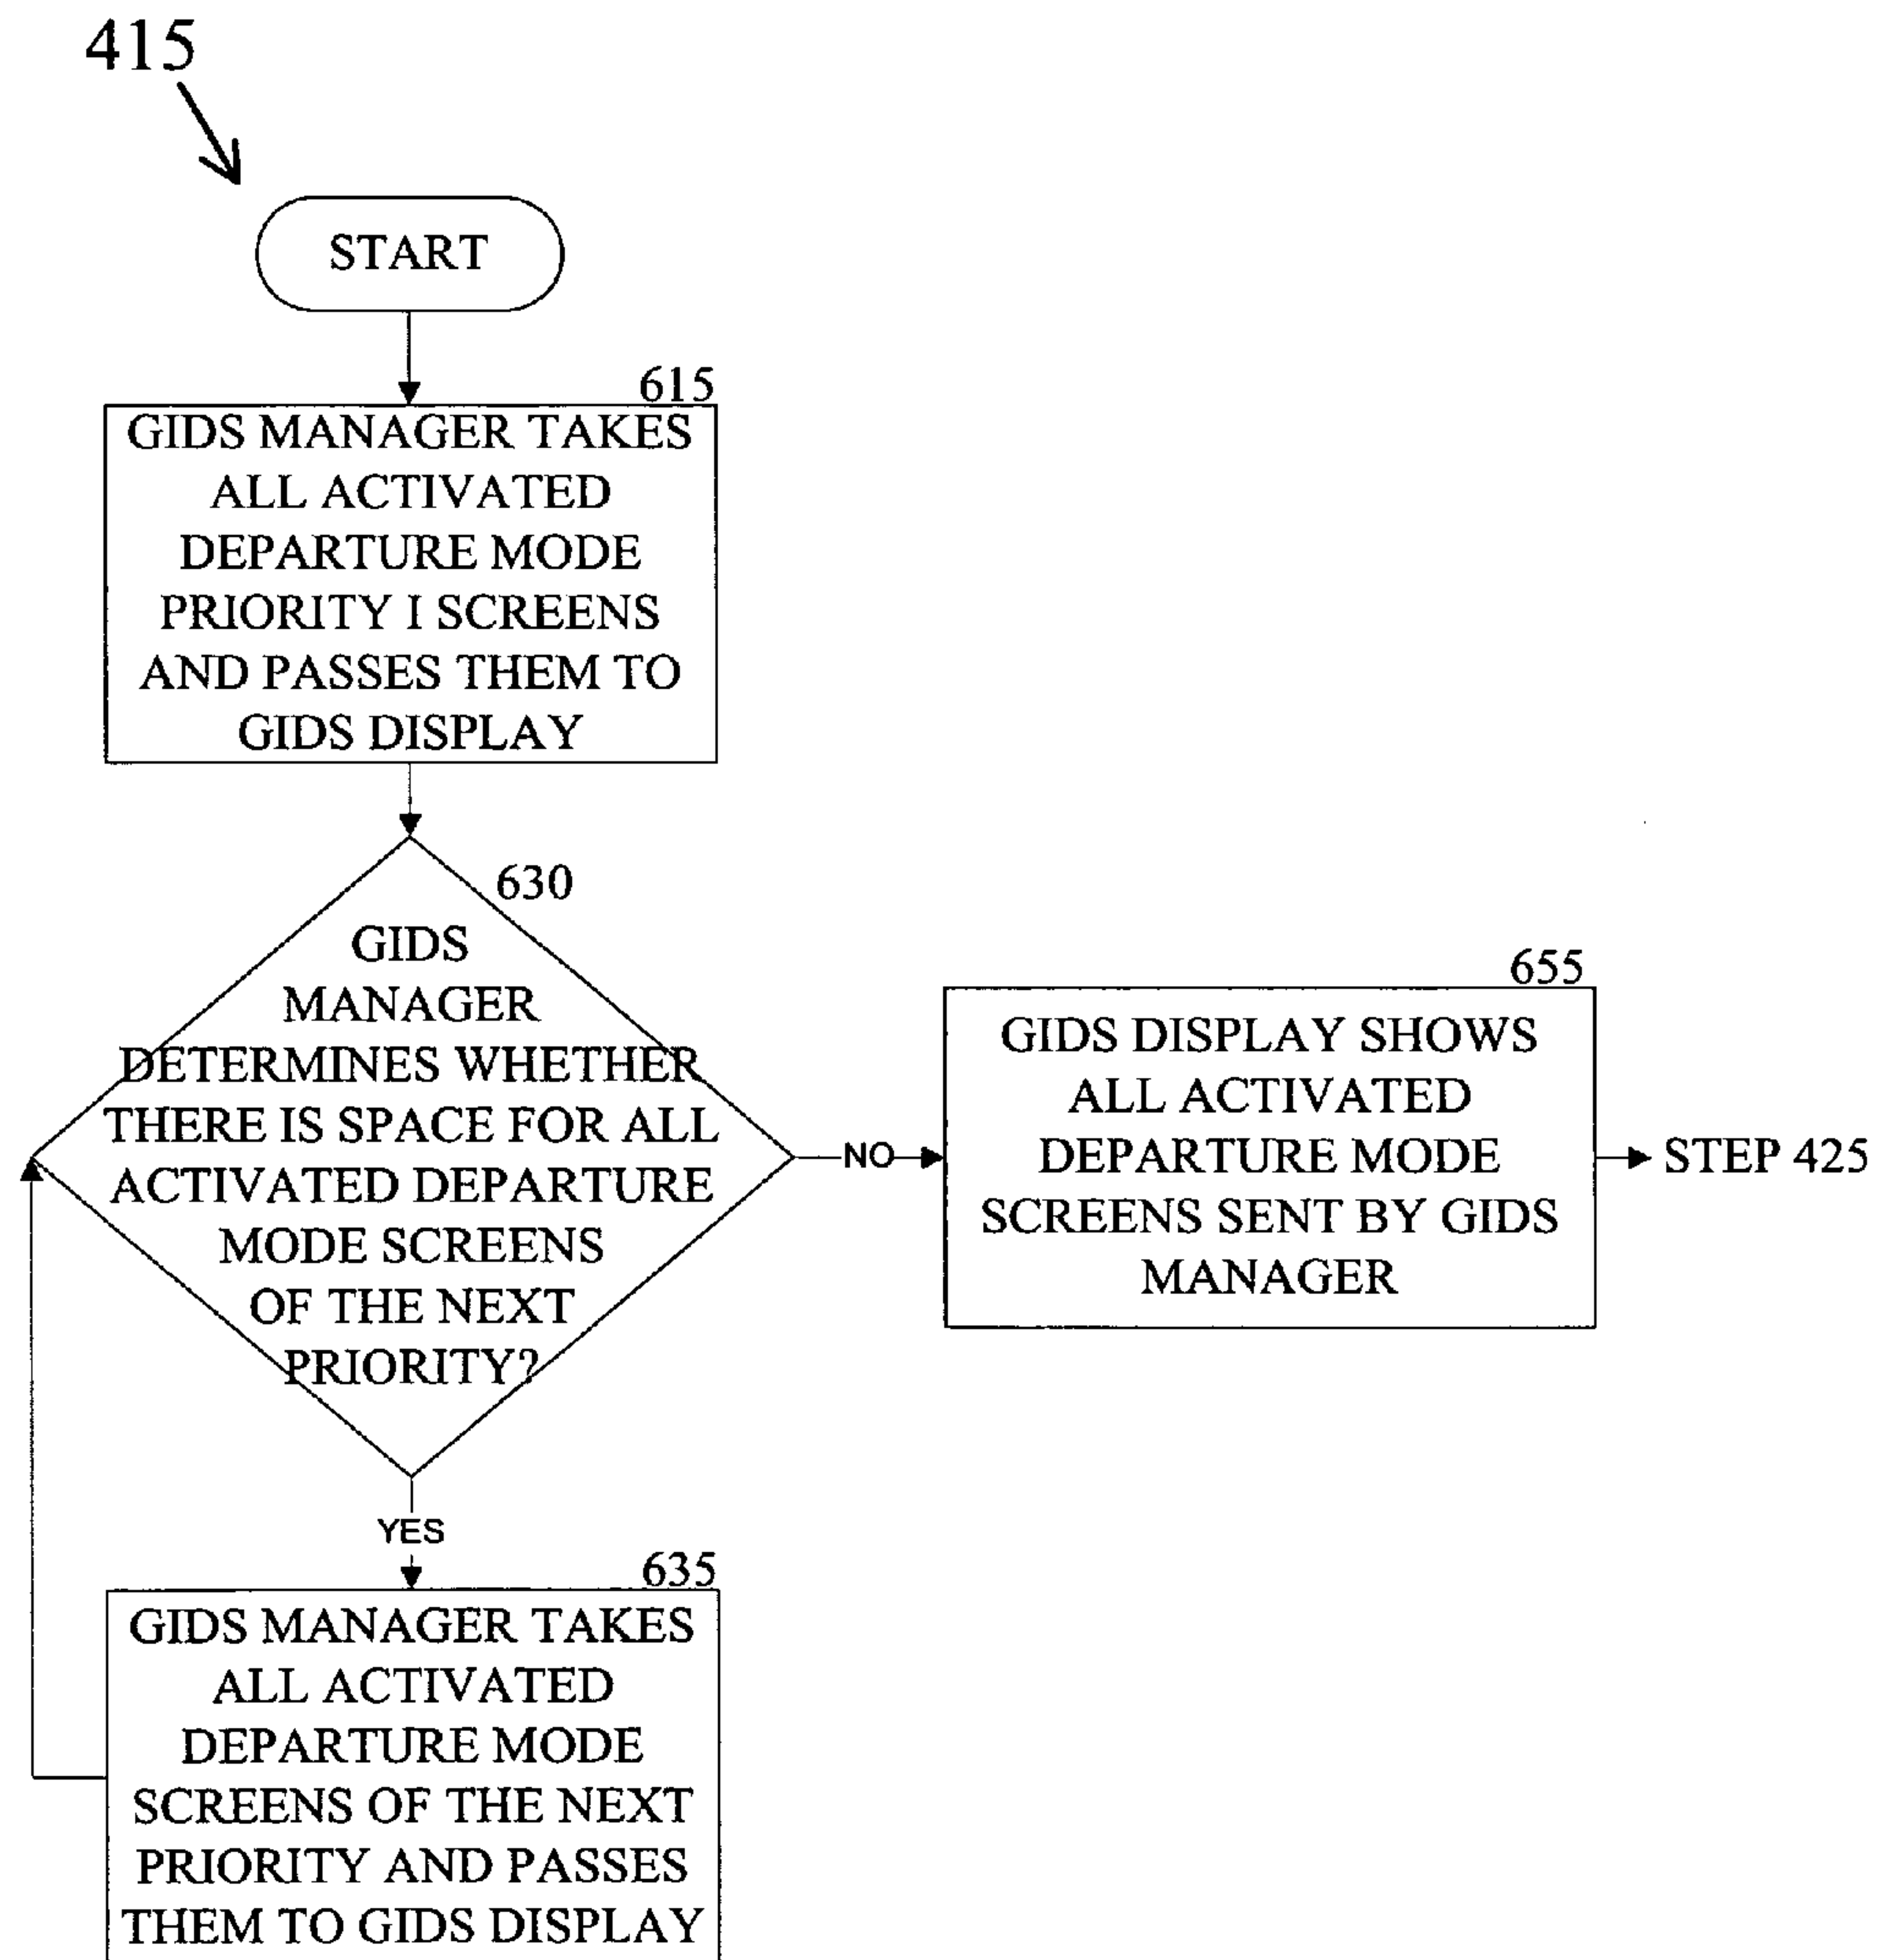 415
START
615
GIDS MANAGER TAKES
ALL ACTIVATED
DEPARTURE MODE
PRIORITY I SCREENS
AND PASSES THEM TO
GIDS DISPLAY
630
GIDS
MANAGER
DETERMINES WHETHER
THERE IS SPACE FOR ALL
ACTIVATED DEPARTURE
MODE SCREENS
OF THE NEXT
PRIORITY?
NO
655
GIDS DISPLAY SHOWS
ALL ACTIVATED
DEPARTURE MODE
SCREENS SENT BY GIDS
MANAGER
STEP 425
YES
635
GIDS MANAGER TAKES
ALL ACTIVATED
DEPARTURE MODE
SCREENS OF THE NEXT
PRIORITY AND PASSES
THEM TO GIDS DISPLAY